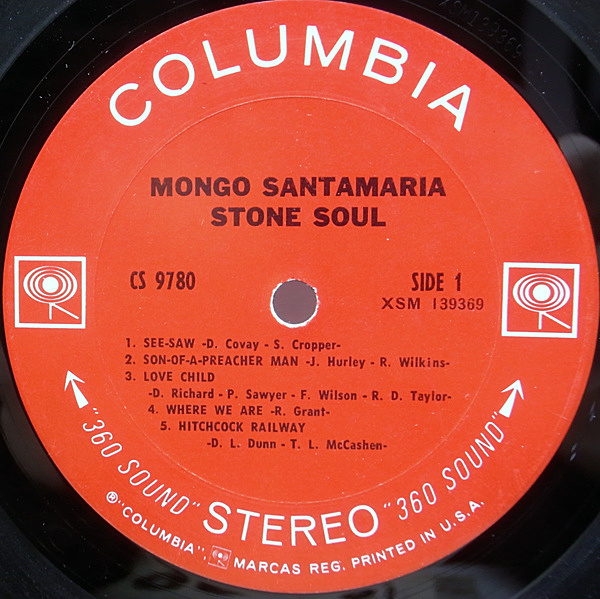 COLUMBIA
MONGO SANTAMARIA
STONE SOUL
CS 9780
SIDE 1
XSM 139369
1. SEE-SAW -D. Covay - S. Cropper-
2. SON-OF-A-PREACHER MAN -J. Hurley - R. Wilkins-
3. LOVE CHILD
-D. Richard - P. Sawyer - F. Wilson - R. D. Taylor-
4. WHERE WE ARE -R. Grant-
5. HITCHCOCK RAILWAY
-D. L. Dunn - T. L. McCashen-
"360 SOUND" STEREO "360 SOUND"
®"COLUMBIA", MARCAS REG. PRINTED IN U.S.A.
XSM139369